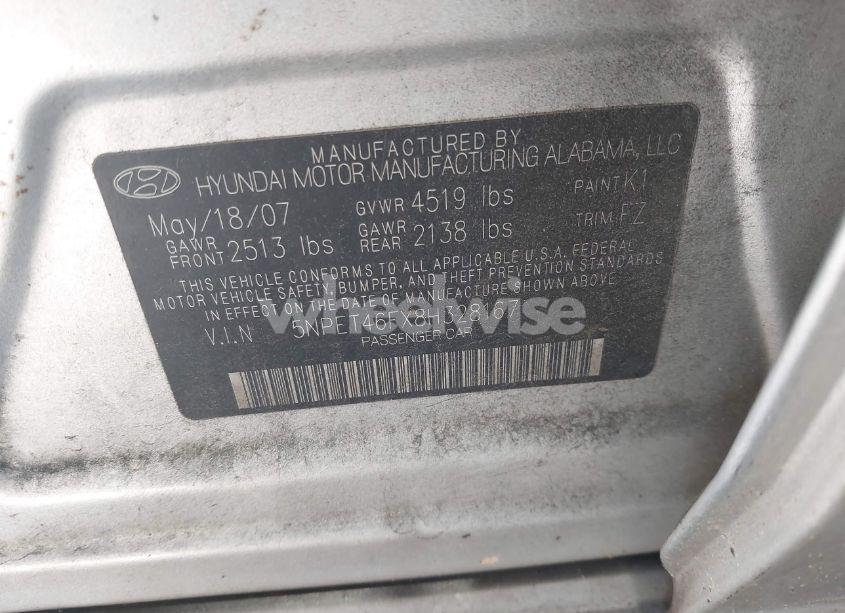 MANUFACTURED BY
HYUNDAI MOTOR MANUFACTURING ALABAMA, LLC
May/18/07 GVWR 4519 lbs PAINT K1
GAWR FRONT 2513 lbs GAWR REAR 2138 lbs TRIM FZ
THIS VEHICLE CONFORMS TO ALL APPLICABLE U.S.A. FEDERAL
MOTOR VEHICLE SAFETY, BUMPER, AND THEFT PREVENTION STANDARDS
IN EFFECT ON THE DATE OF MANUFACTURE SHOWN ABOVE.
V.I.N
PASSENGER CAR
wheelwise